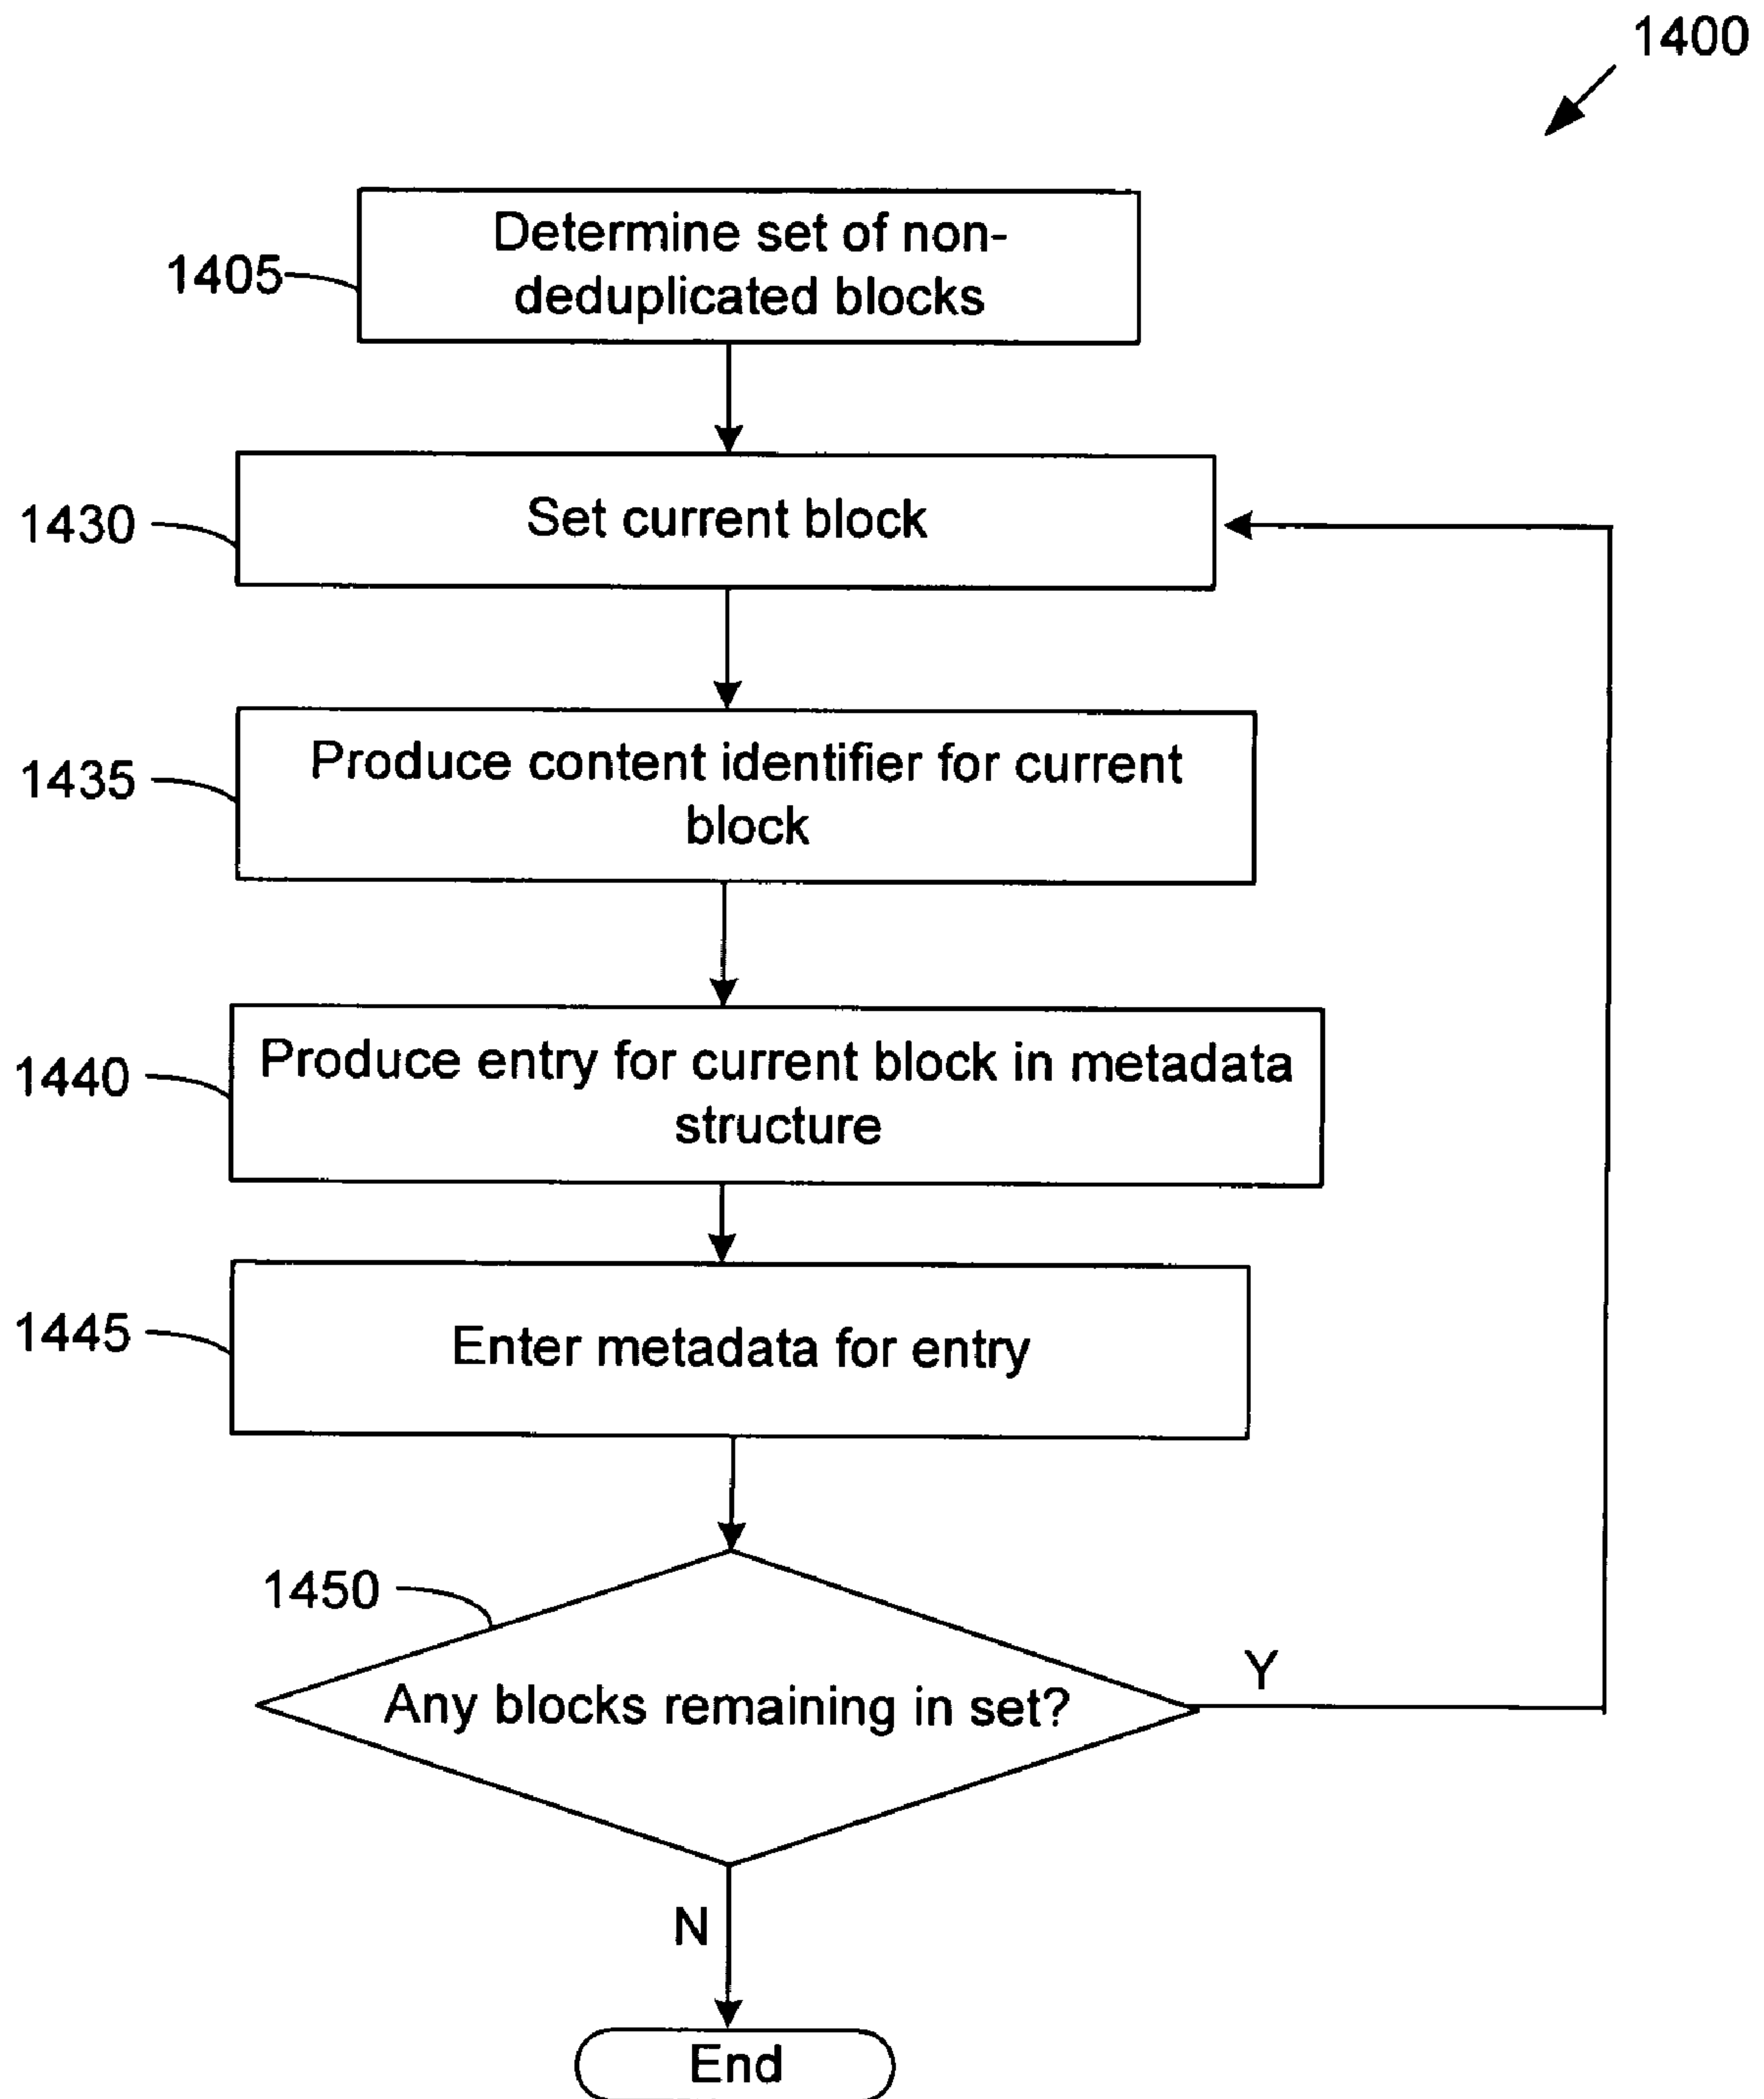 1400
Determine set of non-
deduplicated blocks
1405
Set current block
1430
Produce content identifier for current
block
1435
Produce entry for current block in metadata
structure
1440
Enter metadata for entry
1445
1450
Any blocks remaining in set?
Y
N
End